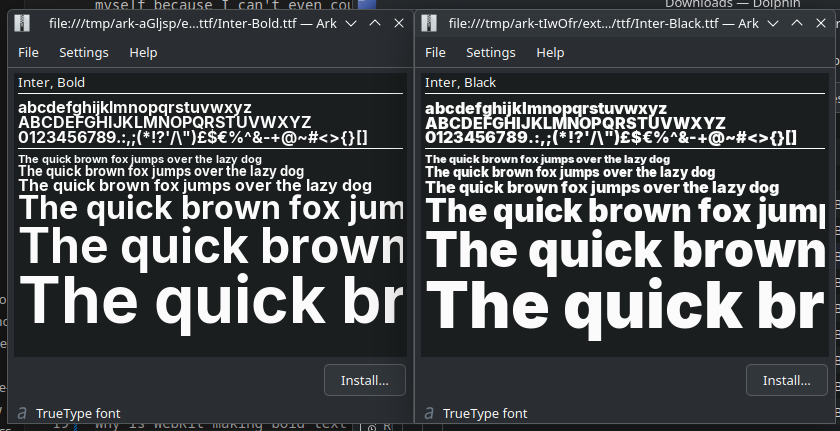 myself because I can't even cou
Downloads — Dolphin
file:///tmp/ark-aGljsp/e...ttf/Inter-Bold.ttf — Ark
File Settings Help
Inter, Bold
abcdefghijklmnopqrstuvwxyz
ABCDEFGHIJKLMNOPQRSTUVWXYZ
0123456789.:,;(*!?'/\")£$€%^&-+@~#<>{}[]
The quick brown fox jumps over the lazy dog
The quick brown fox jumps over the lazy dog
The quick brown fox jumps over the lazy dog
The quick brown fox jum
The quick brown
The quick br
Install...
a TrueType font
file:///tmp/ark-tIwOfr/ext.../ttf/Inter-Black.ttf — Ark
File Settings Help
Inter, Black
abcdefghijklmnopqrstuvwxyz
ABCDEFGHIJKLMNOPQRSTUVWXYZ
0123456789.:,;(*!?'/\")£$€%^&-+@~#<>{}[]
The quick brown fox jumps over the lazy dog
The quick brown fox jumps over the lazy dog
The quick brown fox jumps over the lazy dog
The quick brown fox jump
The quick brown
The quick br
Install...
a TrueType font
why is webkit making bold text